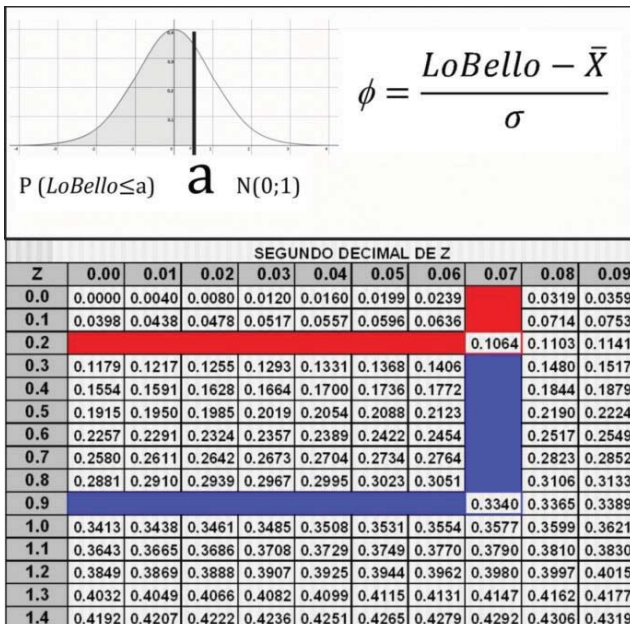 ϕ = (LoBello − X̄) / σ
P (LoBello≤a) a N(0;1)
SEGUNDO DECIMAL DE Z
Z 0.00 0.01 0.02 0.03 0.04 0.05 0.06 0.07 0.08 0.09
0.0 0.0000 0.0040 0.0080 0.0120 0.0160 0.0199 0.0239 0.0319 0.0359
0.1 0.0398 0.0438 0.0478 0.0517 0.0557 0.0596 0.0636 0.0714 0.0753
0.2 0.1064 0.1103 0.1141
0.3 0.1179 0.1217 0.1255 0.1293 0.1331 0.1368 0.1406 0.1480 0.1517
0.4 0.1554 0.1591 0.1628 0.1664 0.1700 0.1736 0.1772 0.1844 0.1879
0.5 0.1915 0.1950 0.1985 0.2019 0.2054 0.2088 0.2123 0.2190 0.2224
0.6 0.2257 0.2291 0.2324 0.2357 0.2389 0.2422 0.2454 0.2517 0.2549
0.7 0.2580 0.2611 0.2642 0.2673 0.2704 0.2734 0.2764 0.2823 0.2852
0.8 0.2881 0.2910 0.2939 0.2967 0.2995 0.3023 0.3051 0.3106 0.3133
0.9 0.3340 0.3365 0.3389
1.0 0.3413 0.3438 0.3461 0.3485 0.3508 0.3531 0.3554 0.3577 0.3599 0.3621
1.1 0.3643 0.3665 0.3686 0.3708 0.3729 0.3749 0.3770 0.3790 0.3810 0.3830
1.2 0.3849 0.3869 0.3888 0.3907 0.3925 0.3944 0.3962 0.3980 0.3997 0.4015
1.3 0.4032 0.4049 0.4066 0.4082 0.4099 0.4115 0.4131 0.4147 0.4162 0.4177
1.4 0.4192 0.4207 0.4222 0.4236 0.4251 0.4265 0.4279 0.4292 0.4306 0.4319